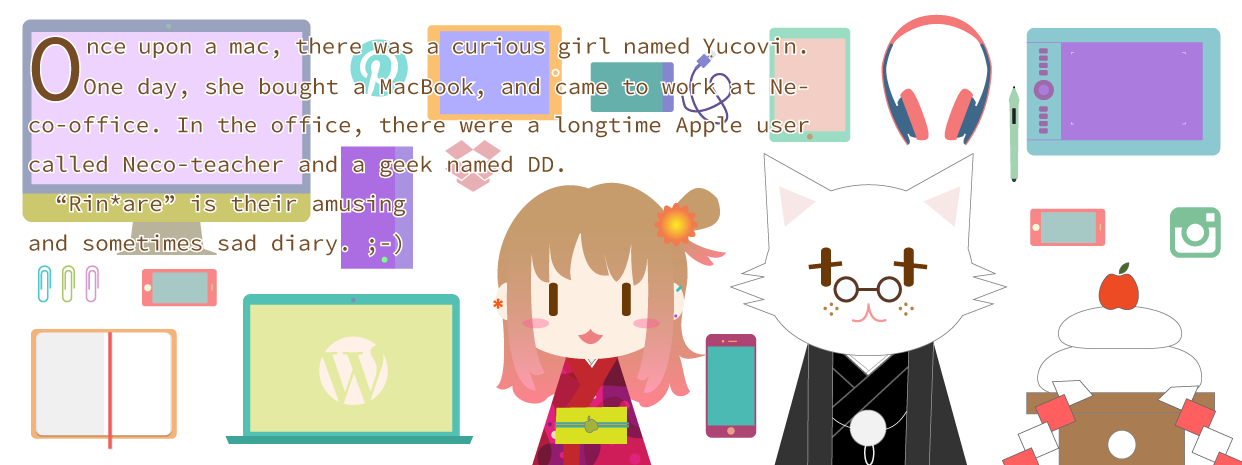 Once upon a mac, there was a curious girl named Yucovin.
One day, she bought a MacBook, and came to work at Ne-
co-office. In the office, there were a longtime Apple user
called Neco-teacher and a geek named DD.
“Rin*are” is their amusing
and sometimes sad diary. ;-)